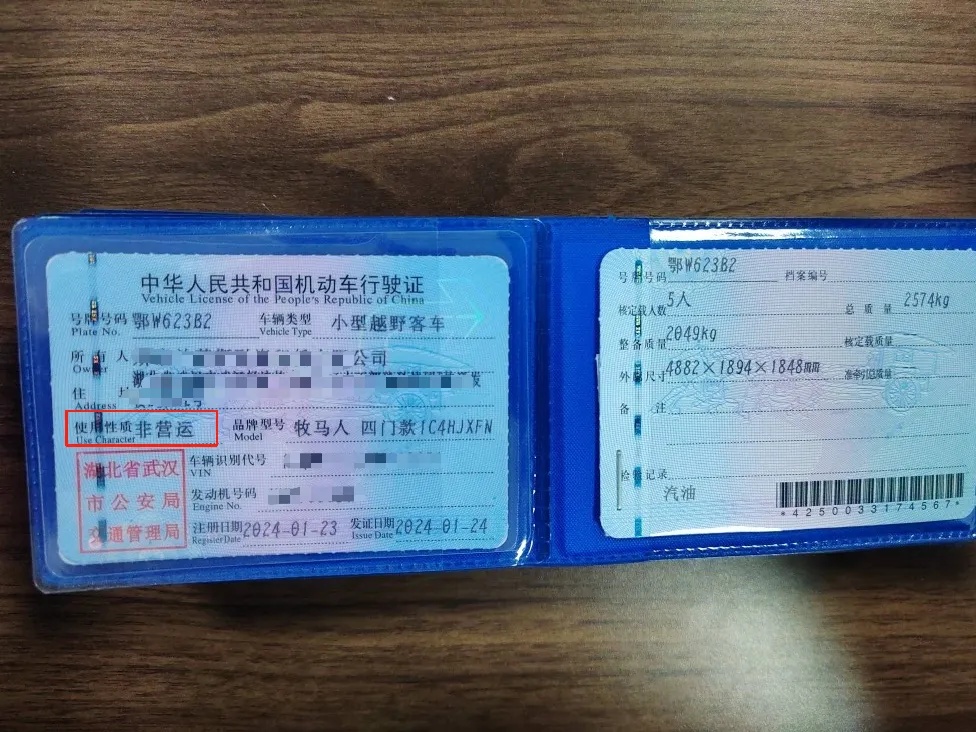 中华人民共和国机动车行驶证
Vehicle License of the People's Republic of China
号牌号码 鄂W623B2 车辆类型 小型越野客车
Plate No. Vehicle Type
所有人 公司
Owner
住址
Address
使用性质 非营运 品牌型号 牧马人 四门款1C4HJXFN
Use Character Model
湖北省武汉
市公安局
交通管理局
车辆识别代号
VIN
发动机号码
Engine No.
注册日期 2024-01-23 发证日期 2024-01-24
Register Date Issue Date
号牌号码 鄂W623B2 档案编号
核定载人数 5人 总质量 2574kg
整备质量 2049kg 核定载质量
外廓尺寸 4882×1894×1848mm 准牵引总质量
备注
检验记录
汽油
*4250033174567*